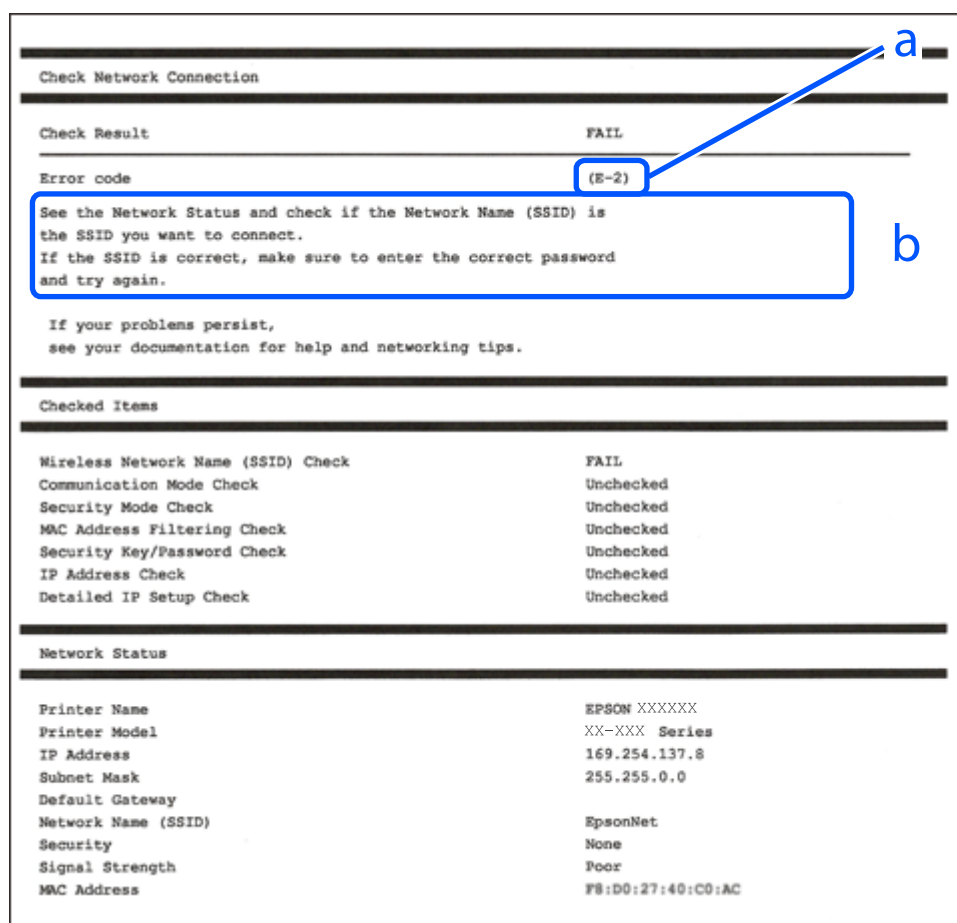 a
Check Network Connection
Check Result FAIL
Error code (E-2)
See the Network Status and check if the Network Name (SSID) is
the SSID you want to connect.
If the SSID is correct, make sure to enter the correct password
and try again.
b
If your problems persist,
see your documentation for help and networking tips.
Checked Items
Wireless Network Name (SSID) Check FAIL
Communication Mode Check Unchecked
Security Mode Check Unchecked
MAC Address Filtering Check Unchecked
Security Key/Password Check Unchecked
IP Address Check Unchecked
Detailed IP Setup Check Unchecked
Network Status
Printer Name EPSON XXXXXX
Printer Model XX-XXX Series
IP Address 169.254.137.8
Subnet Mask 255.255.0.0
Default Gateway
Network Name (SSID) EpsonNet
Security None
Signal Strength Poor
MAC Address F8:D0:27:40:C0:AC